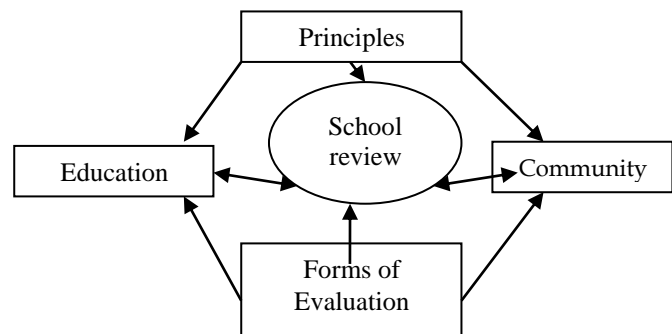 Principles
School
review
Education
Community
Forms of
Evaluation